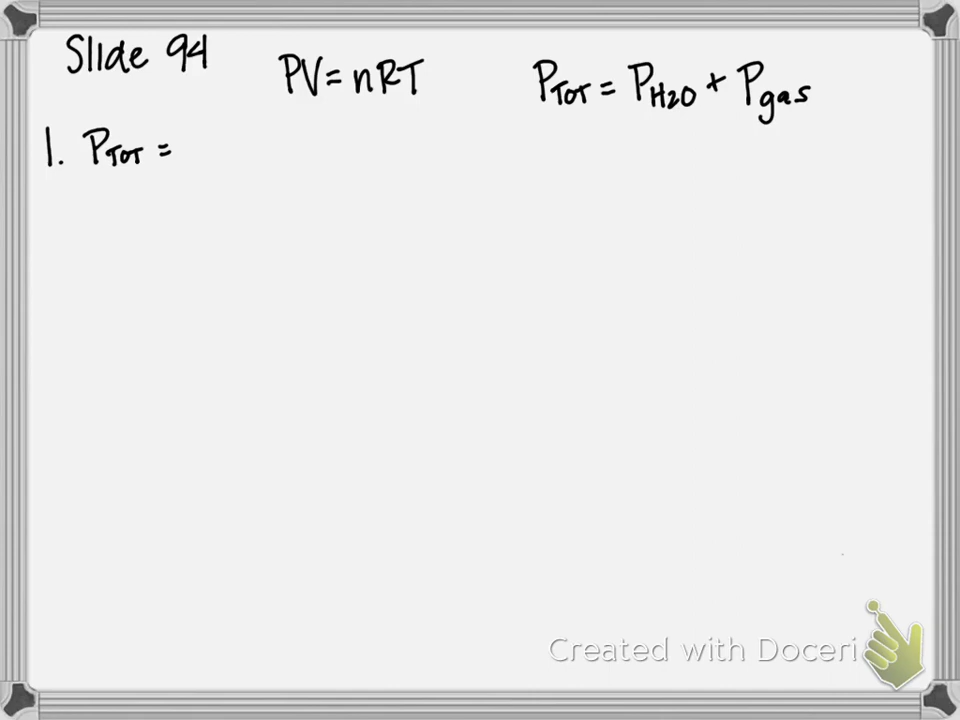 Slide 94
PV = nRT
PTOT = PH2O + Pgas
1. PTOT =
Created with Doceri